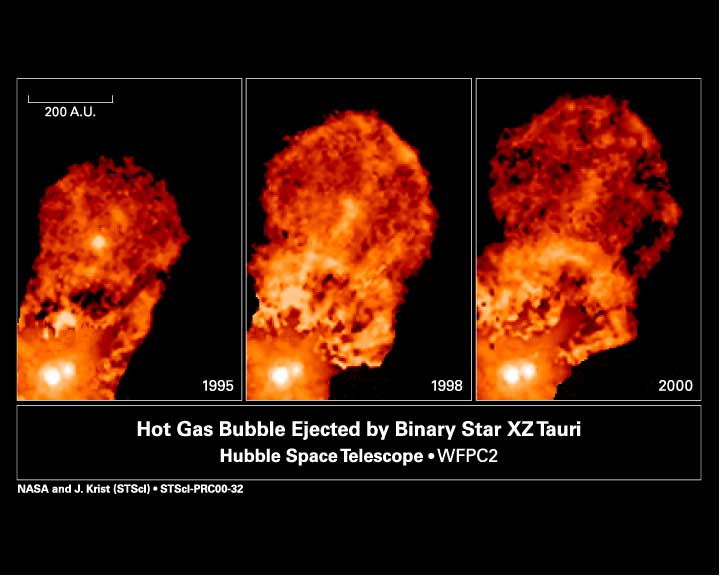 200 A.U.
1995
1998
2000
Hot Gas Bubble Ejected by Binary Star XZ Tauri
Hubble Space Telescope • WFPC2
NASA and J. Krist (STScI) • STScI-PRC00-32